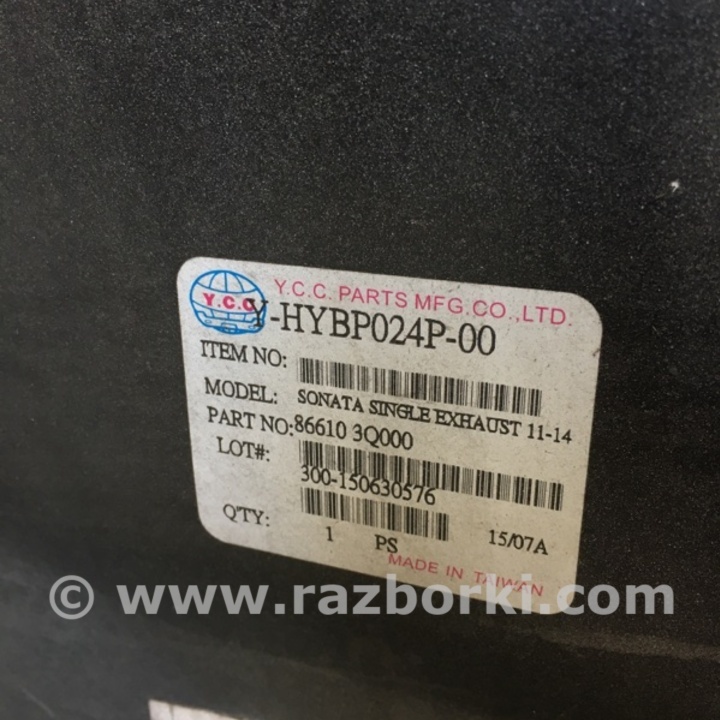 Y.C.C. PARTS MFG.CO.,LTD.
Y.C.C
Y-HYBP024P-00
ITEM NO:
MODEL: SONATA SINGLE EXHAUST 11-14
PART NO:86610 3Q000
LOT#:
300-150630576
QTY:
1 PS 15/07A
MADE IN TAIWAN
© www.razborki.com